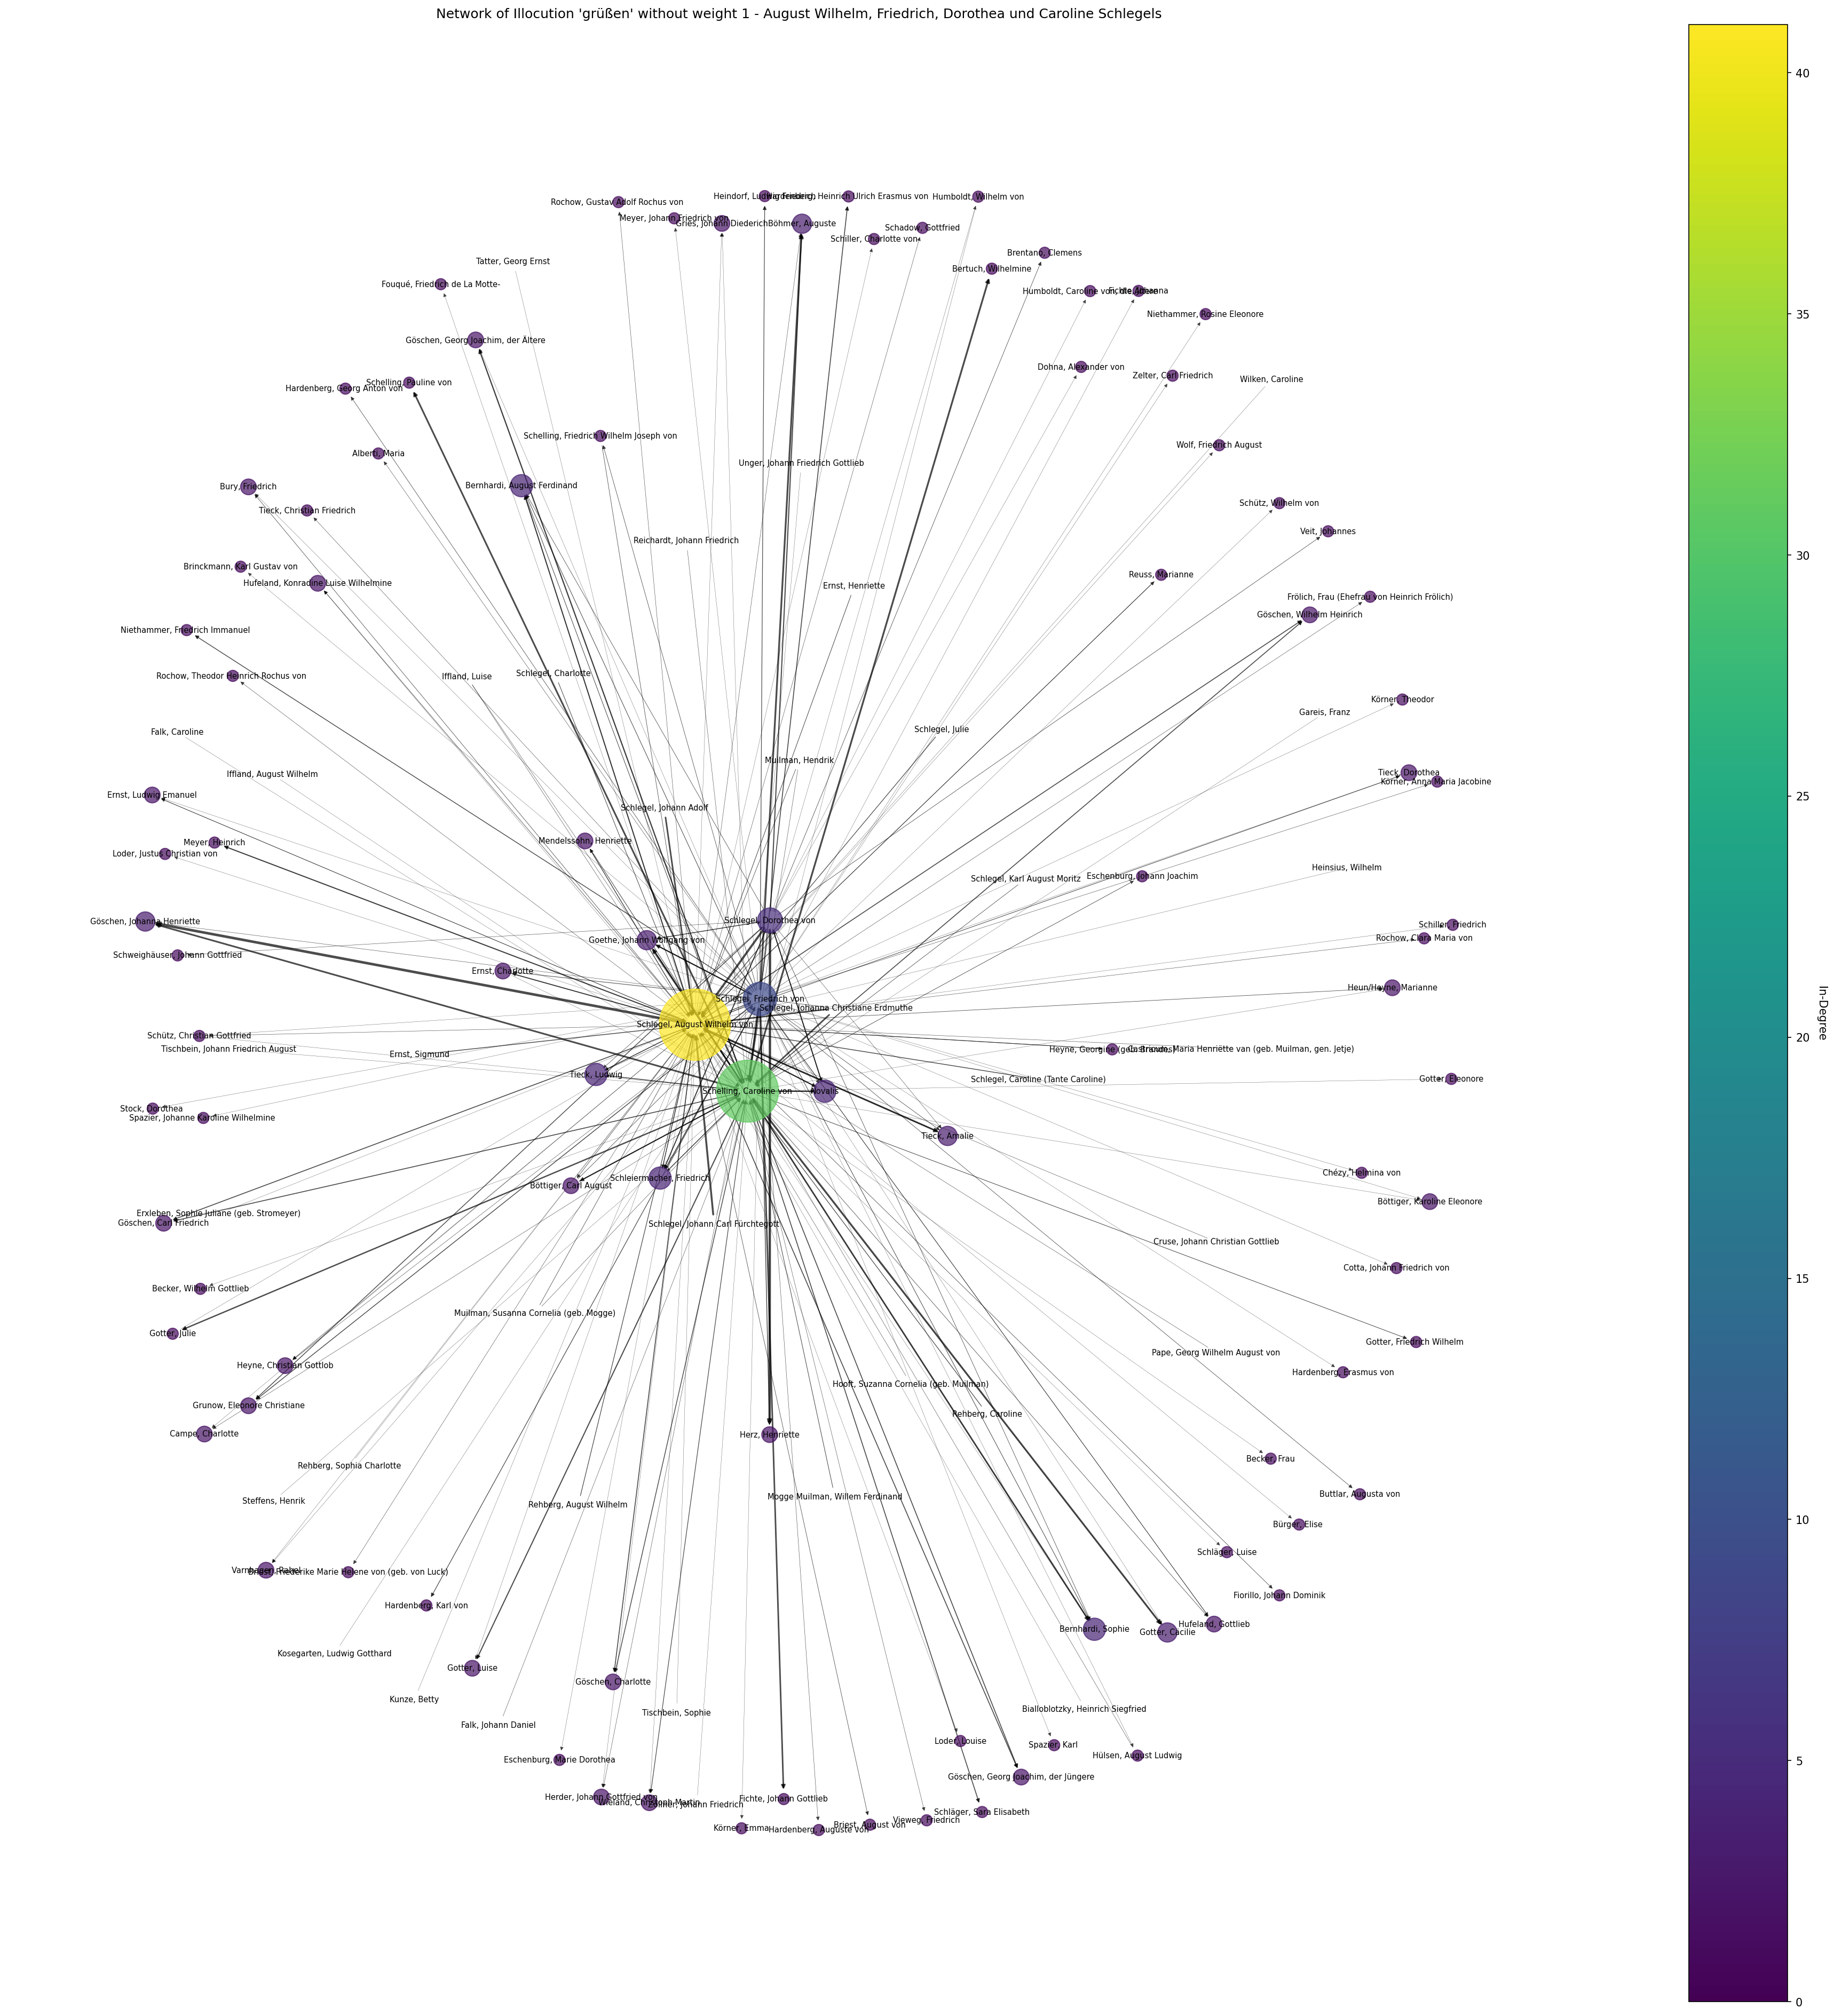 Network of Illocution 'grüßen' without weight 1 - August Wilhelm, Friedrich, Dorothea und Caroline Schlegels
40
35
30
25
20
15
10
5
0
In-Degree
Rochow, Gustav Adolf Rochus von
Heindorf, Ludwig Friedrich
Hardenberg, Heinrich Ulrich Erasmus von
Humboldt, Wilhelm von
Meyer, Johann Friedrich von
Gries, Johann Diederich
Böhmer, Auguste
Schiller, Charlotte von
Schadow, Gottfried
Brentano, Clemens
Tatter, Georg Ernst
Bertuch, Wilhelmine
Fouqué, Friedrich de La Motte-
Humboldt, Caroline von, die Ältere
Fichte, Johanna
Niethammer, Rosine Eleonore
Göschen, Georg Joachim, der Ältere
Dohna, Alexander von
Zelter, Carl Friedrich
Wilken, Caroline
Schelling, Pauline von
Hardenberg, Georg Anton von
Schelling, Friedrich Wilhelm Joseph von
Wolf, Friedrich August
Alberti, Maria
Unger, Johann Friedrich Gottlieb
Bury, Friedrich
Bernhardi, August Ferdinand
Schütz, Wilhelm von
Tieck, Christian Friedrich
Veit, Johannes
Reichardt, Johann Friedrich
Brinckmann, Karl Gustav von
Reuss, Marianne
Hufeland, Konradine Luise Wilhelmine
Ernst, Henriette
Frölich, Frau (Ehefrau von Heinrich Frölich)
Göschen, Wilhelm Heinrich
Niethammer, Friedrich Immanuel
Rochow, Theodor Heinrich Rochus von
Iffland, Luise
Schlegel, Charlotte
Körner, Theodor
Gareis, Franz
Falk, Caroline
Schlegel, Julie
Muilman, Hendrik
Iffland, August Wilhelm
Tieck, Dorothea
Körner, Anna Maria Jacobine
Ernst, Ludwig Emanuel
Schlegel, Johann Adolf
Meyer, Heinrich
Mendelssohn, Henriette
Loder, Justus Christian von
Heinsius, Wilhelm
Schlegel, Karl August Moritz
Eschenburg, Johann Joachim
Göschen, Johanna Henriette
Schlegel, Dorothea von
Schiller, Friedrich
Goethe, Johann Wolfgang von
Rochow, Clara Maria von
Schweighäuser, Johann Gottfried
Ernst, Charlotte
Heun/Heyne, Marianne
Schlegel, Friedrich von
Schlegel, Johanna Christiane Erdmuthe
Schlegel, August Wilhelm von
Schütz, Christian Gottfried
Tischbein, Johann Friedrich August
Ernst, Sigmund
Heyne, Georgine (geb. Brandes)
Maria Henriëtte van (geb. Muilman, gen. Jetje)
Tieck, Ludwig
Schlegel, Caroline (Tante Caroline)
Gotter, Eleonore
Schelling, Caroline von
Novalis
Stock, Dorothea
Spazier, Johanne Karoline Wilhelmine
Tieck, Amalie
Chézy, Helmina von
Schleiermacher, Friedrich
Böttiger, Carl August
Böttiger, Karoline Eleonore
Erxleben, Sophie Juliane (geb. Stromeyer)
Göschen, Carl Friedrich
Schlegel, Johann Carl Fürchtegott
Cruse, Johann Christian Gottlieb
Cotta, Johann Friedrich von
Becker, Wilhelm Gottlieb
Muilman, Susanna Cornelia (geb. Mogge)
Gotter, Julie
Gotter, Friedrich Wilhelm
Pape, Georg Wilhelm August von
Heyne, Christian Gottlob
Hardenberg, Erasmus von
Hooft, Suzanna Cornelia (geb. Muilman)
Grunow, Eleonore Christiane
Rehberg, Caroline
Campe, Charlotte
Herz, Henriette
Becker, Frau
Rehberg, Sophia Charlotte
Buttlar, Augusta von
Steffens, Henrik
Mogge Muilman, Willem Ferdinand
Rehberg, August Wilhelm
Bürger, Elise
Schläger, Luise
Varnhagen, Rahel
Briest, Friederike Marie Helene von (geb. von Luck)
Fiorillo, Johann Dominik
Hardenberg, Karl von
Hufeland, Gottlieb
Bernhardi, Sophie
Gotter, Cäcilie
Kosegarten, Ludwig Gotthard
Gotter, Luise
Göschen, Charlotte
Kunze, Betty
Bialloblotzky, Heinrich Siegfried
Tischbein, Sophie
Falk, Johann Daniel
Loder, Louise
Spazier, Karl
Hülsen, August Ludwig
Eschenburg, Marie Dorothea
Göschen, Georg Joachim, der Jüngere
Herder, Johann Gottfried von
Wieland, Christoph Martin
Zöllner, Johann Friedrich
Fichte, Johann Gottlieb
Schläger, Sara Elisabeth
Vieweg, Friedrich
Briest, August von
Körner, Emma
Hardenberg, Auguste von